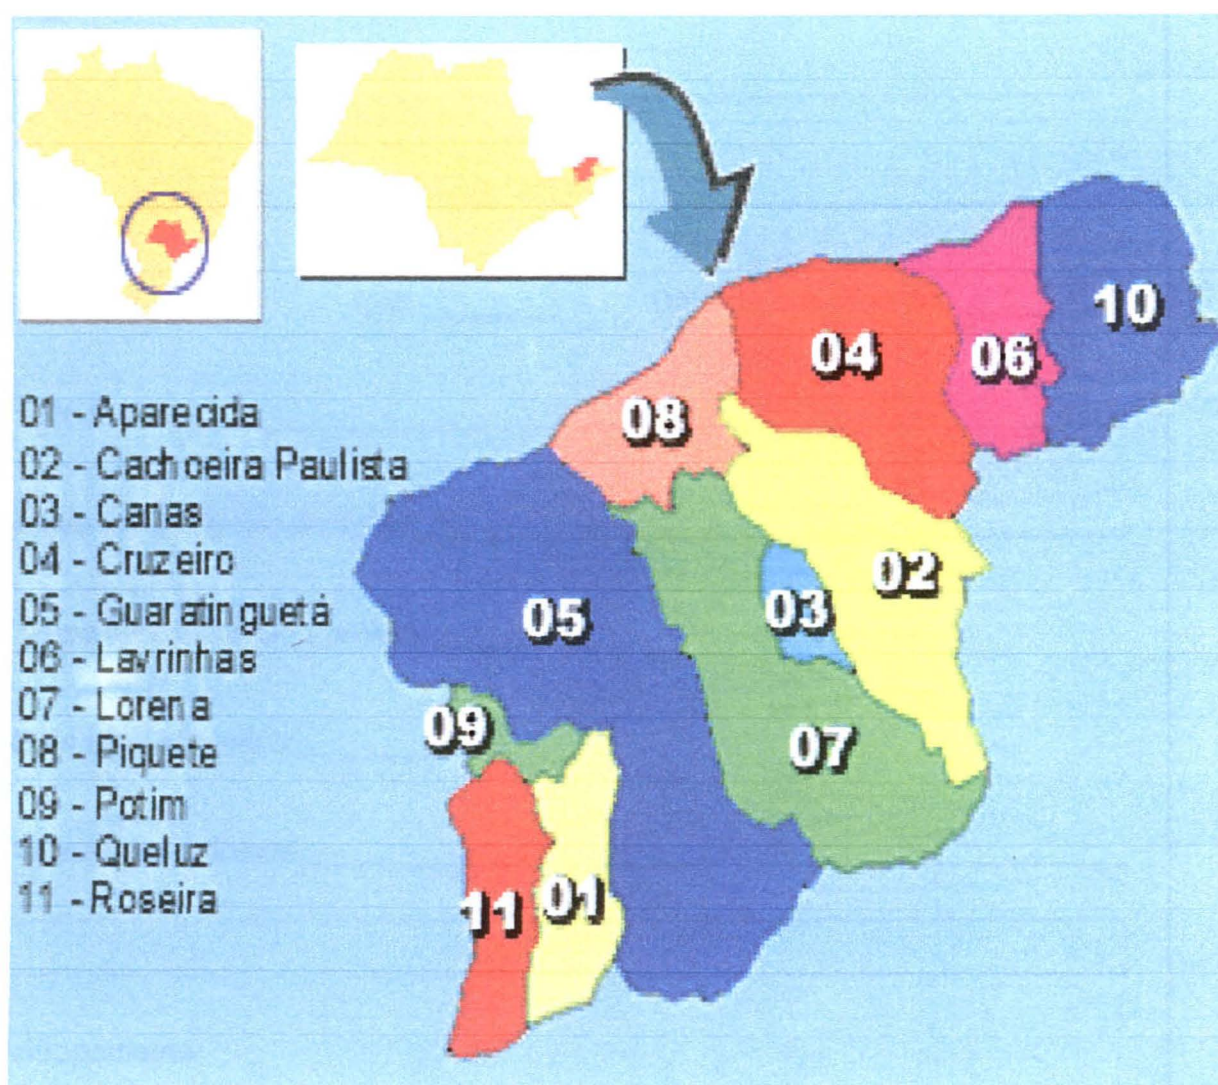 01 - Aparecida
02 - Cachoeira Paulista
03 - Canas
04 - Cruzeiro
05 - Guaratinguetá
06 - Lavrinhas
07 - Lorena
08 - Piquete
09 - Potim
10 - Queluz
11 - Roseira
10
04
06
08
02
03
05
09
07
11
01